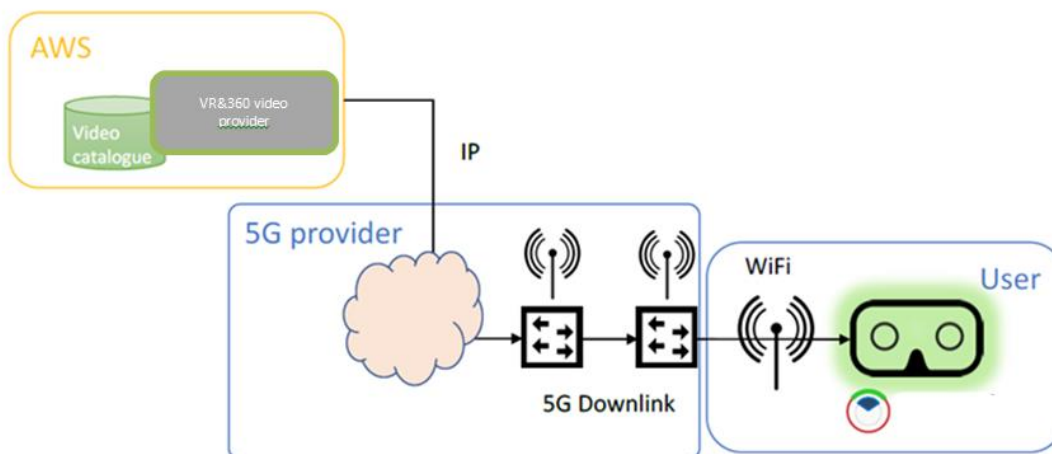 AWS
VR&360 video
provider
Video
catalogue
IP
5G provider
WiFi
User
5G Downlink